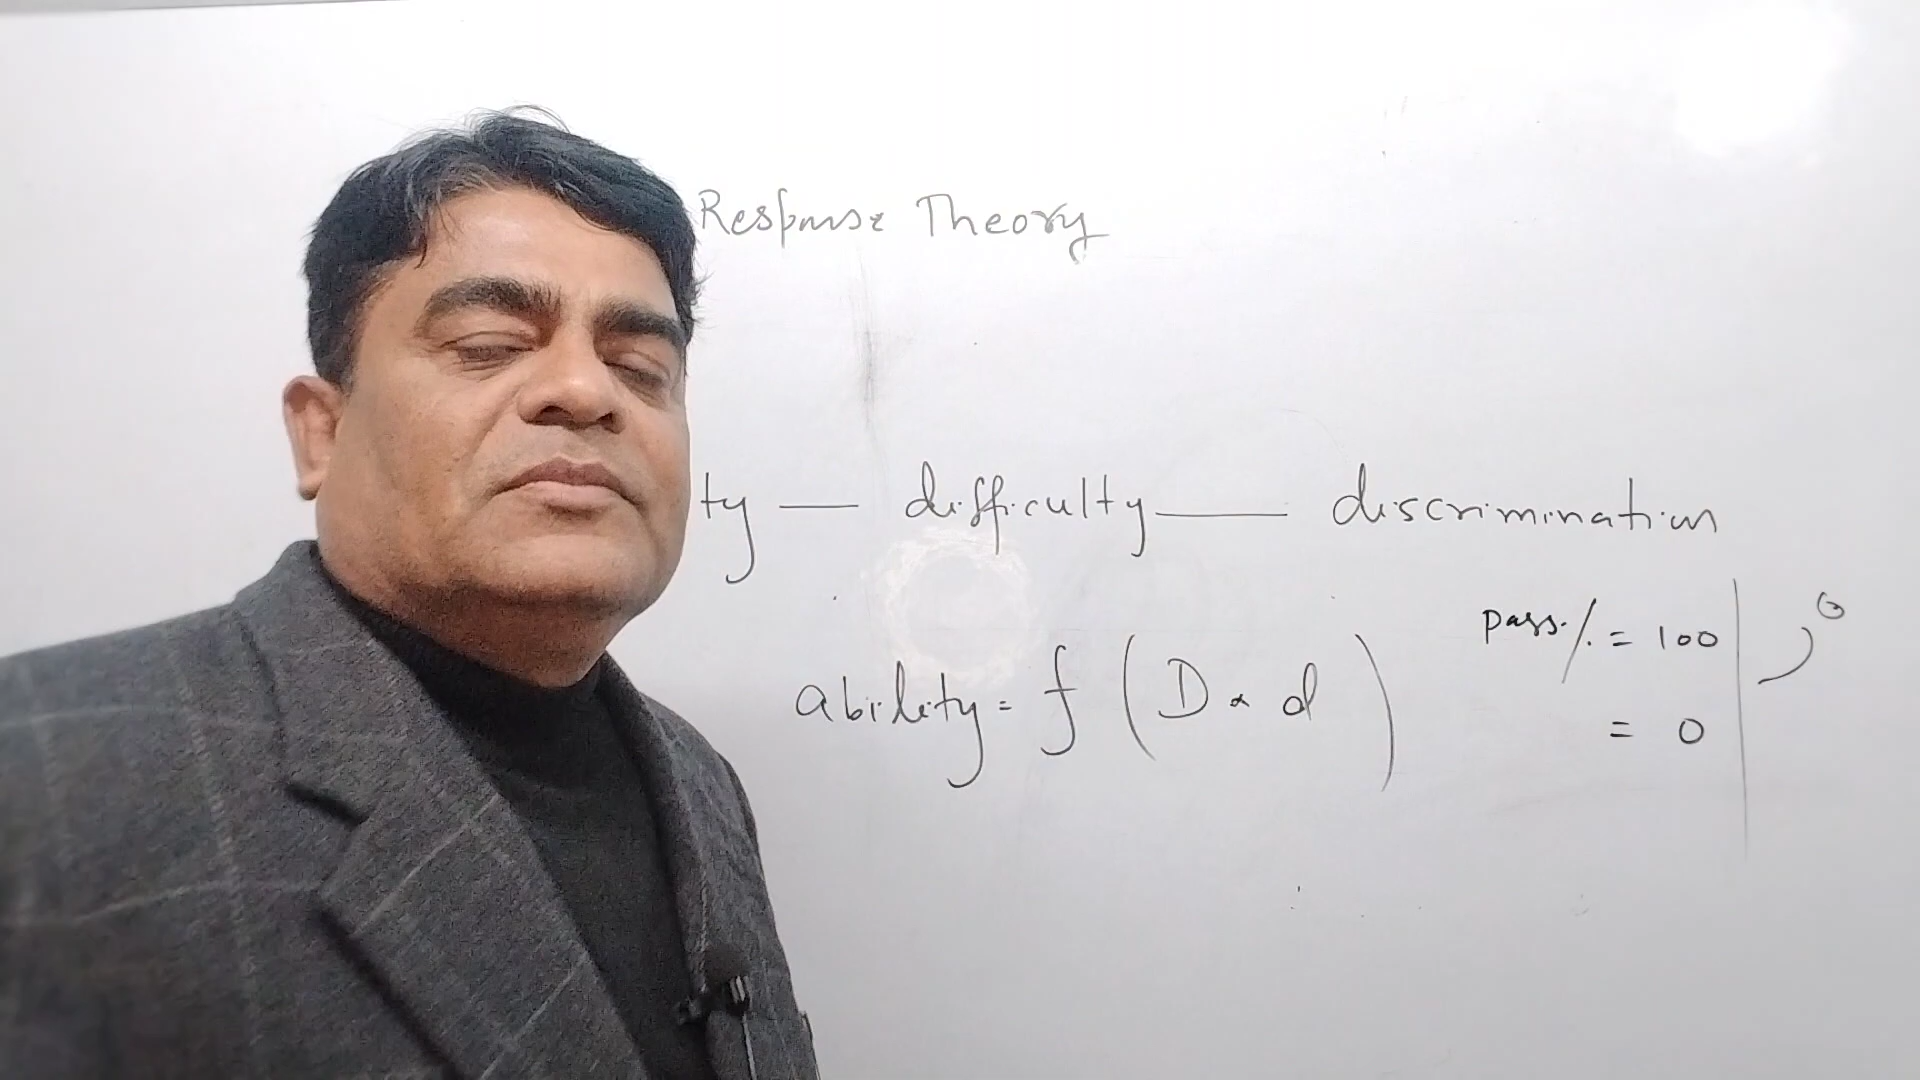 Response Theory
ty — difficulty — discrimination
pass % = 100
ability = f ( D × d )
= 0